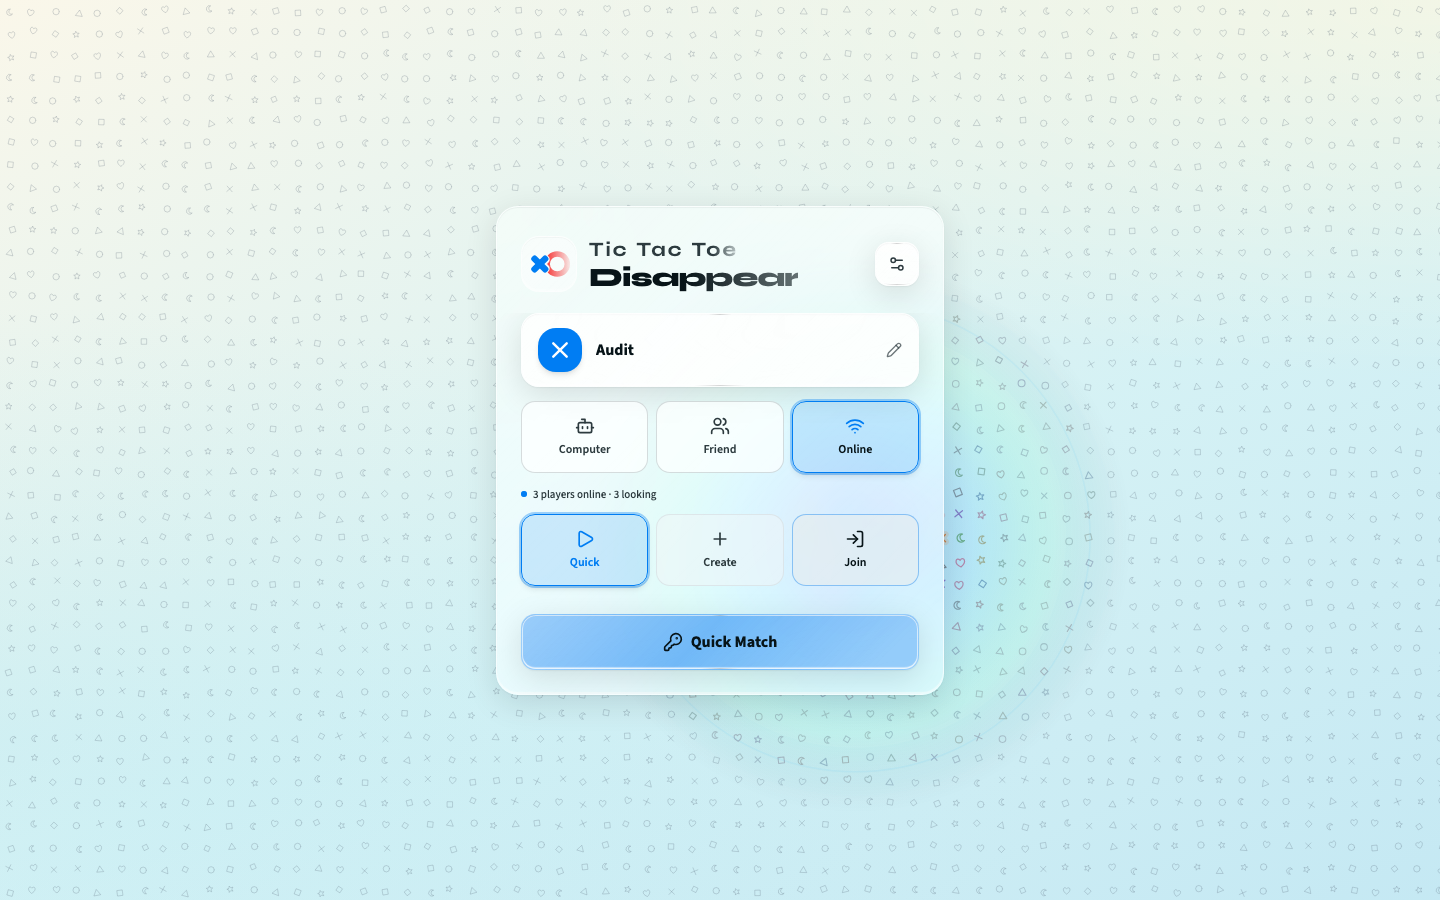 Tic Tac Toe
Disappear
Audit
Computer
Friend
Online
3 players online · 3 looking
Quick
Create
Join
Quick Match